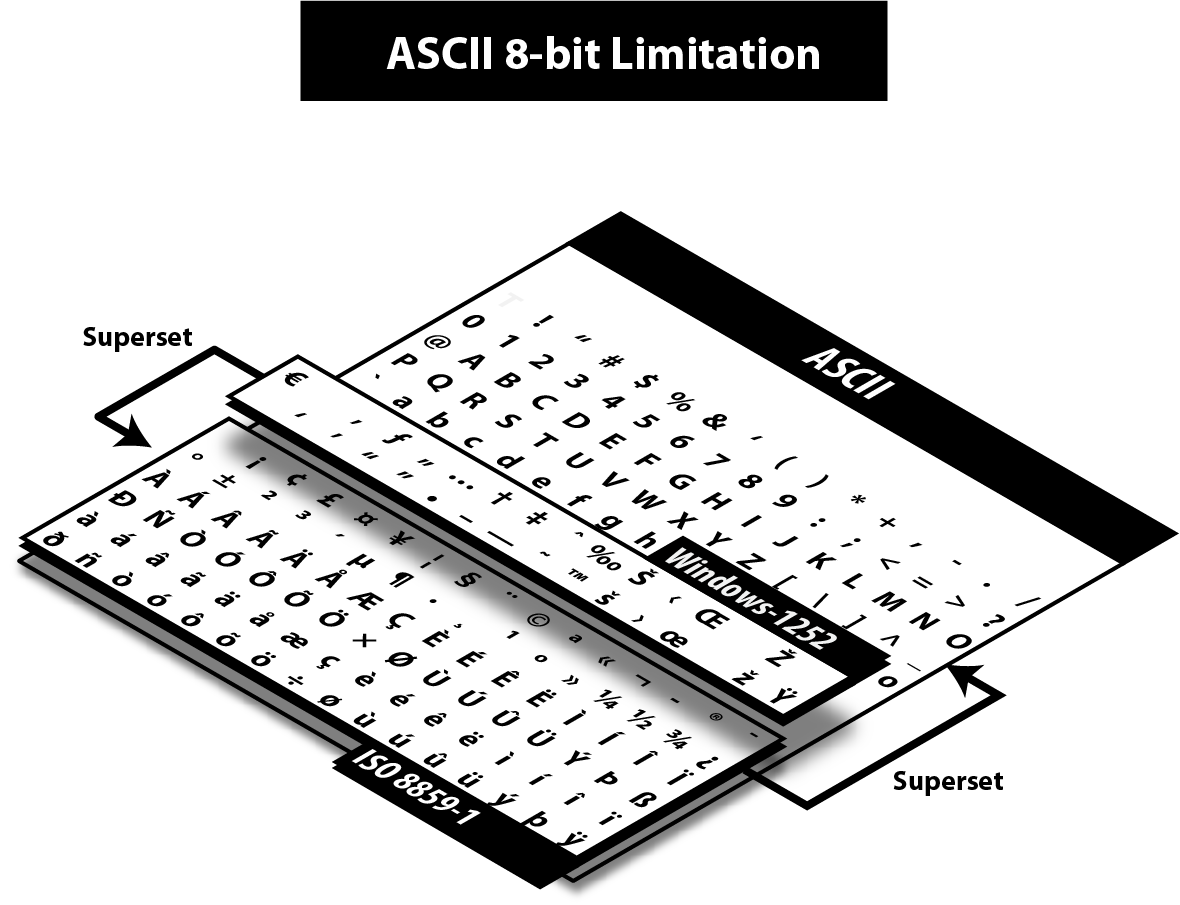 ASCII 8-bit Limitation
Superset
ASCII
! “ # $ % & ' ( ) * + , - . /
0 1 2 3 4 5 6 7 8 9 : ; < = > ?
@ A B C D E F G H I J K L M N O
P Q R S T U V W X Y Z [ \ ] ^ _
` a b c d e f g h o
Windows-1252
€ ‚ ƒ „ … † ‡ ˆ ‰ Š ‹ Œ Ž
‘ ’ “ ” • – — ˜ ™ š › œ ž Ÿ
¡ ¢ £ ¤ ¥ ¦ § ¨ © ª « ¬ - ® ¯
° ± ² ³ ´ µ ¶ · ¸ ¹ º » ¼ ½ ¾ ¿
À Á Â Ã Ä Å Æ Ç È É Ê Ë Ì Í Î Ï
Ð Ñ Ò Ó Ô Õ Ö × Ø Ù Ú Û Ü Ý Þ ß
à á â ã ä å æ ç è é ê ë ì í î ï
ð ñ ò ó ô õ ö ÷ ø ù ú û ü ý þ ÿ
ISO 8859-1
Superset